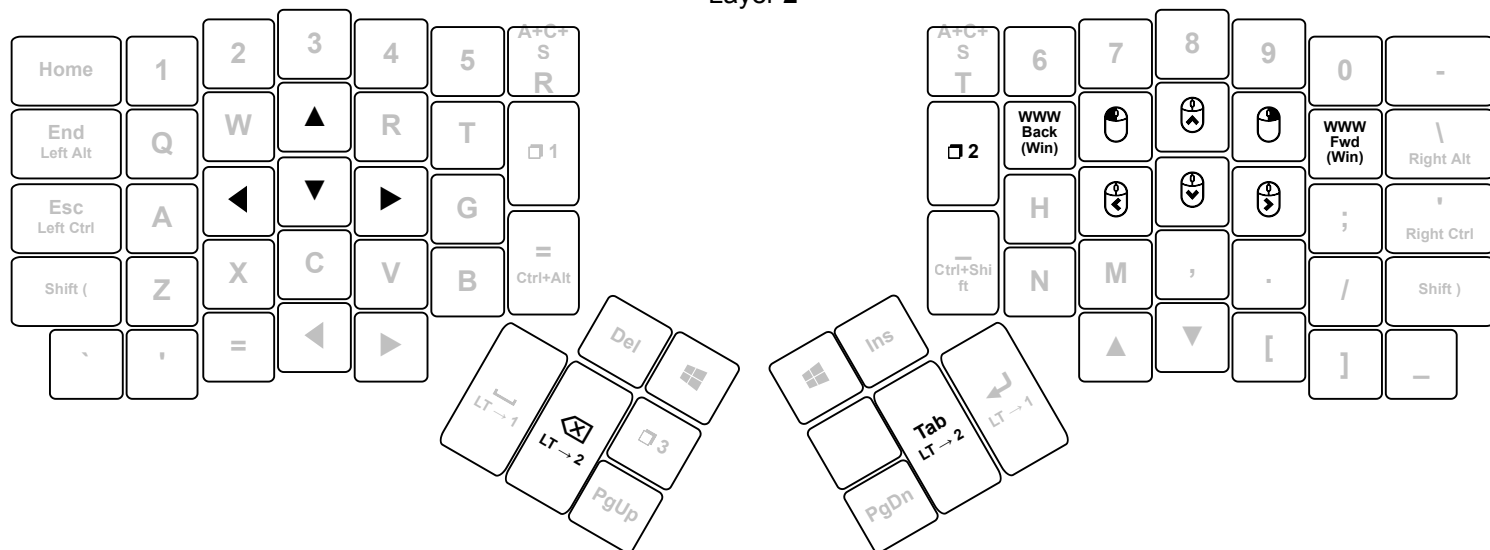 Layer 2
Home 1 2 3 4 5 A+C+
S
R
A+C+
S
T
6 7 8 9 0 -
End
Left Alt
Q W ▲ R T 1
2
WWW
Back
(Win)
WWW
Fwd
(Win)
\
Right Alt
Esc
Left Ctrl
A ◀ ▼ ▶ G
H ;
'
Right Ctrl
Shift ( Z X C V B
=
Ctrl+Alt
_
Ctrl+Shi
ft
N M , . / Shift )
` ' = ◀ ▶
▲ ▼ [ ] _
Del
LT → 1
LT → 2
3
PgUp
Ins
LT → 1
Tab
LT → 2
PgDn